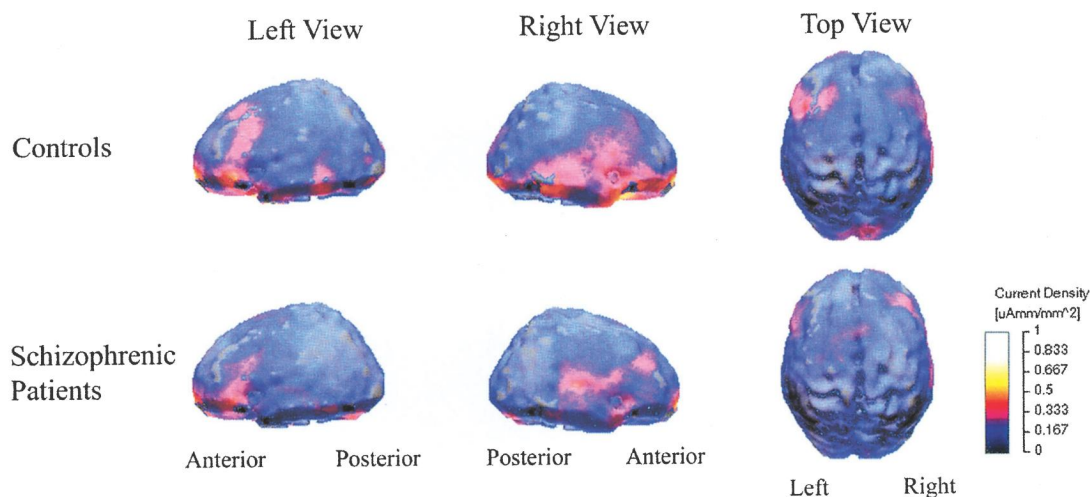 Left View
Right View
Top View
Controls
Schizophrenic
Patients
Current Density
[uAmm/mm^2]
1
0.833
0.667
0.5
0.333
0.167
0
Anterior
Posterior
Posterior
Anterior
Left
Right